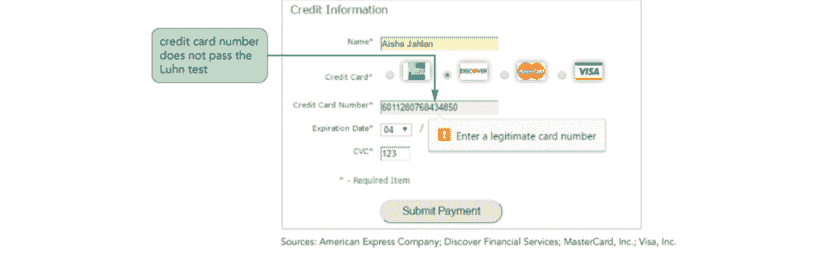 Credit Information
credit card number
does not pass the
Luhn test
Name* Aisha Jahlan
Credit Card* DISCOVER MasterCard VISA
Credit Card Number* 6011280768434850
Expiration Date* 04 /
Enter a legitimate card number
CVC* 123
* - Required Item
Submit Payment
Sources: American Express Company; Discover Financial Services; MasterCard, Inc.; Visa, Inc.